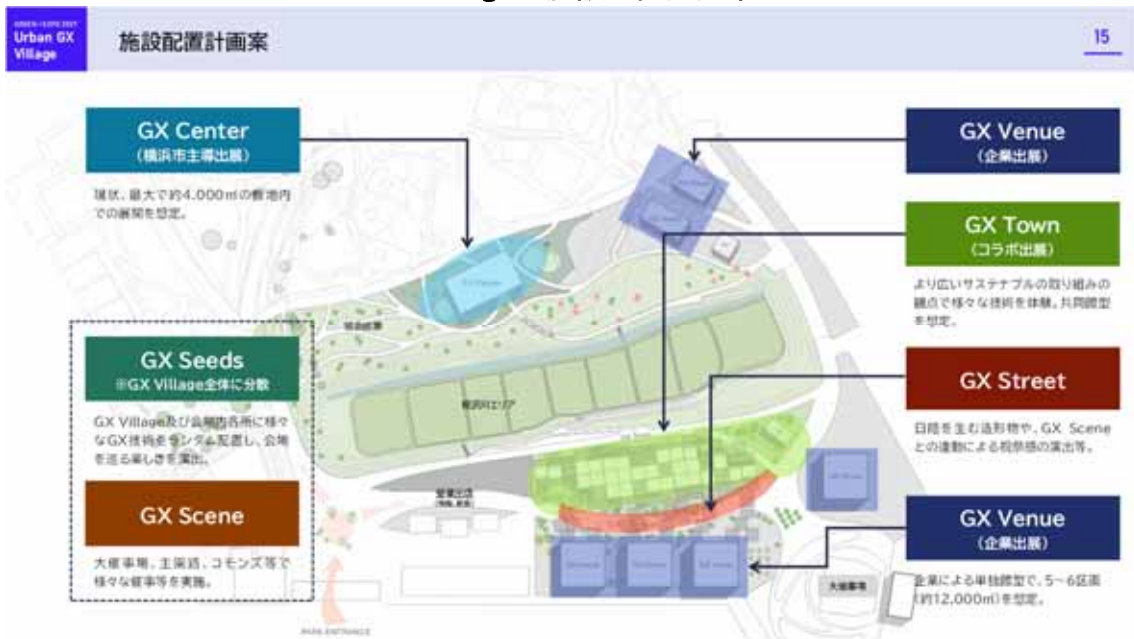 GREEN×EXPO 2027
Urban GX
Village
施設配置計画案
15
GX Center
(横浜市主導出展)
現状、最大で約4,000㎡の敷地内
での展開を想定。
GX Seeds
※GX Village全体に分散
GX Village及び会場内各所に様々
なGX技術をランダム配置し、会場
を巡る楽しさを演出。
GX Scene
大催事場、主園路、コモンズ等で
様々な催事等を実施。
GX Venue
(企業出展)
GX Town
(コラボ出展)
より広いサステナブルの取り組みの
観点で様々な技術を体験。共同館型
を想定。
GX Street
日陰を生む造形物や、GX Scene
との連動による祝祭感の演出等。
GX Venue
(企業出展)
企業による単独館型で、5~6区画
(約12,000㎡)を想定。
営業出店
大催事場
PARK ENTRANCE